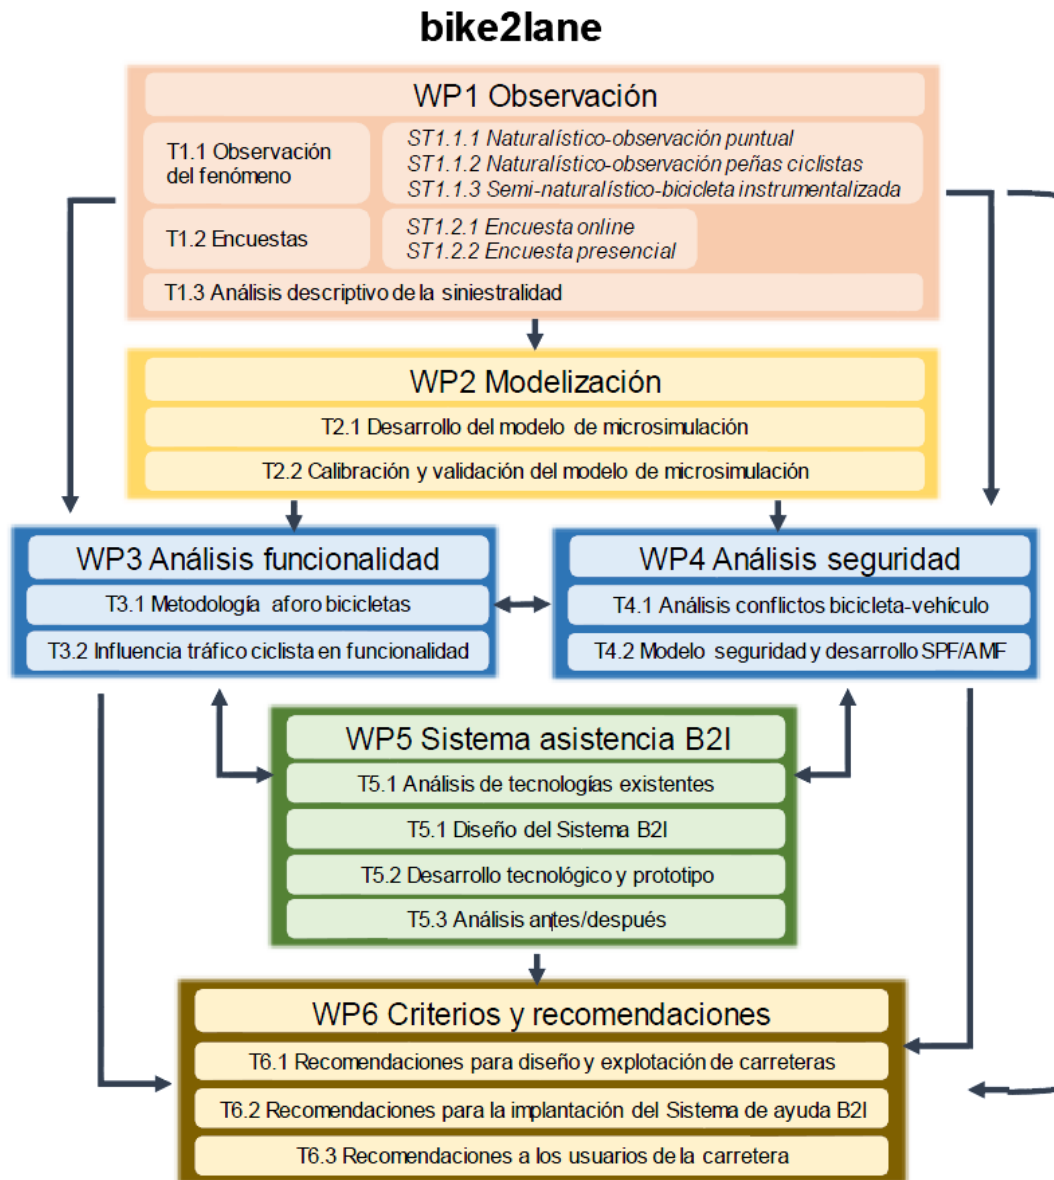 bike2lane
WP1 Observación
T1.1 Observación
del fenómeno
ST1.1.1 Naturalístico-observación puntual
ST1.1.2 Naturalístico-observación peñas ciclistas
ST1.1.3 Semi-naturalístico-bicicleta instrumentalizada
T1.2 Encuestas
ST1.2.1 Encuesta online
ST1.2.2 Encuesta presencial
T1.3 Análisis descriptivo de la siniestralidad
WP2 Modelización
T2.1 Desarrollo del modelo de microsimulación
T2.2 Calibración y validación del modelo de microsimulación
WP3 Análisis funcionalidad
T3.1 Metodología aforo bicicletas
T3.2 Influencia tráfico ciclista en funcionalidad
WP4 Análisis seguridad
T4.1 Análisis conflictos bicicleta-vehículo
T4.2 Modelo seguridad y desarrollo SPF/AMF
WP5 Sistema asistencia B2I
T5.1 Análisis de tecnologías existentes
T5.1 Diseño del Sistema B2I
T5.2 Desarrollo tecnológico y prototipo
T5.3 Análisis antes/después
WP6 Criterios y recomendaciones
T6.1 Recomendaciones para diseño y explotación de carreteras
T6.2 Recomendaciones para la implantación del Sistema de ayuda B2I
T6.3 Recomendaciones a los usuarios de la carretera